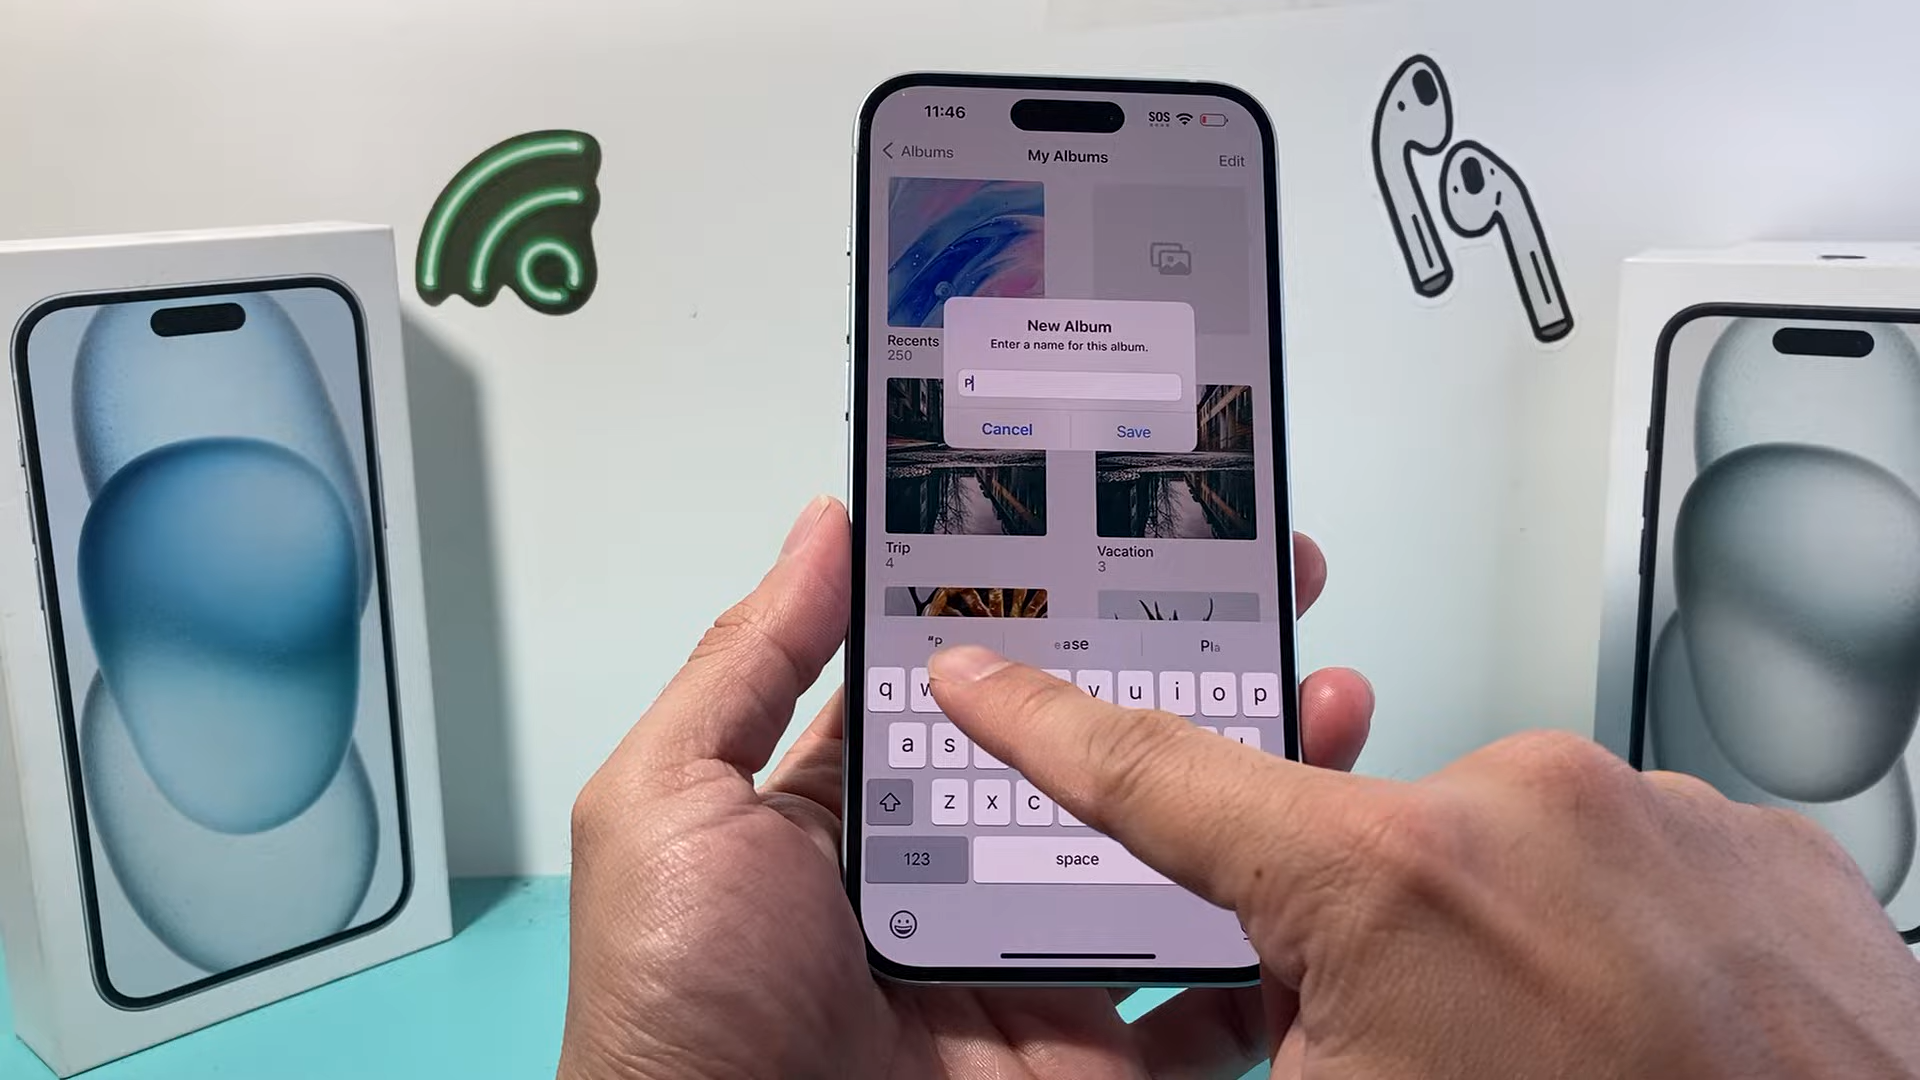 11:46
SOS
Albums
My Albums
Edit
Recents
250
New Album
Enter a name for this album.
P
Cancel
Save
Trip
4
Vacation
3
"P
ease
Pla
q w y u i o p
a s
z x c
123
space